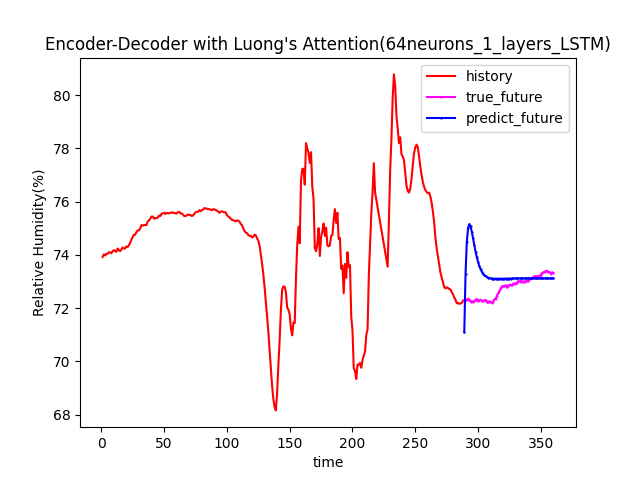 Encoder-Decoder with Luong's Attention(64neurons_1_layers_LSTM)
history
true_future
predict_future
Relative Humidity(%)
80
78
76
74
72
70
68
0 50 100 150 200 250 300 350
time